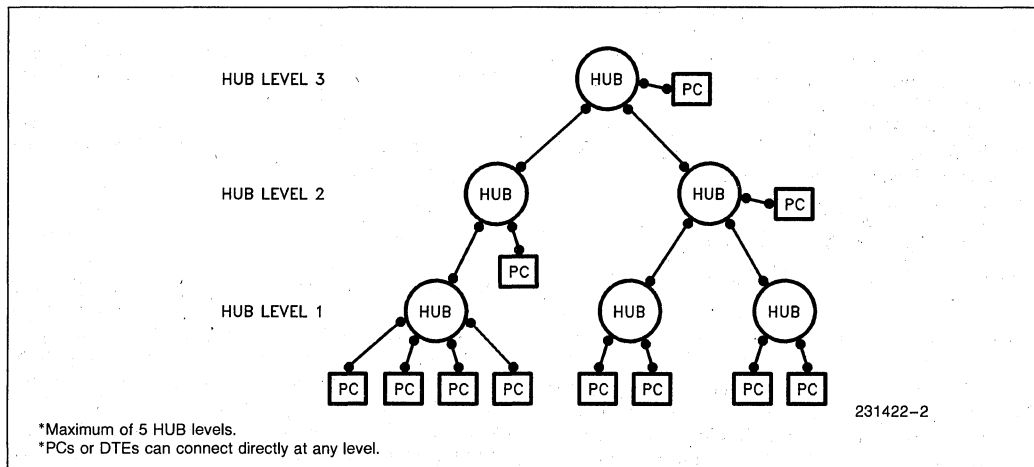 HUB LEVEL 3
HUB
PC
HUB LEVEL 2
HUB
HUB
PC
PC
HUB LEVEL 1
HUB
HUB
HUB
PC
PC
PC
PC
PC
PC
PC
PC
231422–2
*Maximum of 5 HUB levels.
*PCs or DTEs can connect directly at any level.